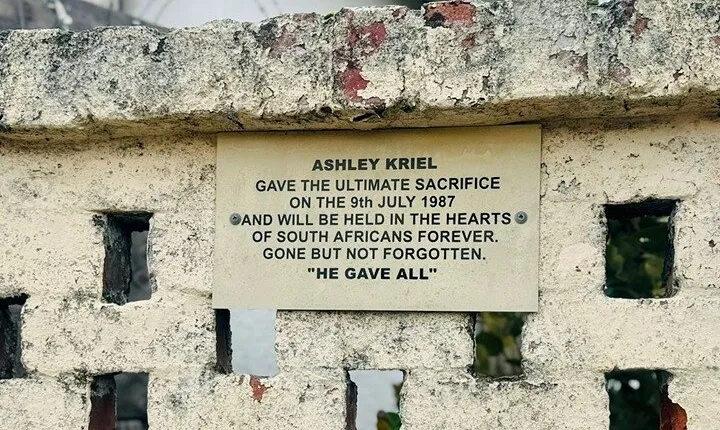 ASHLEY KRIEL
GAVE THE ULTIMATE SACRIFICE
ON THE 9th JULY 1987
AND WILL BE HELD IN THE HEARTS
OF SOUTH AFRICANS FOREVER.
GONE BUT NOT FORGOTTEN.
"HE GAVE ALL"